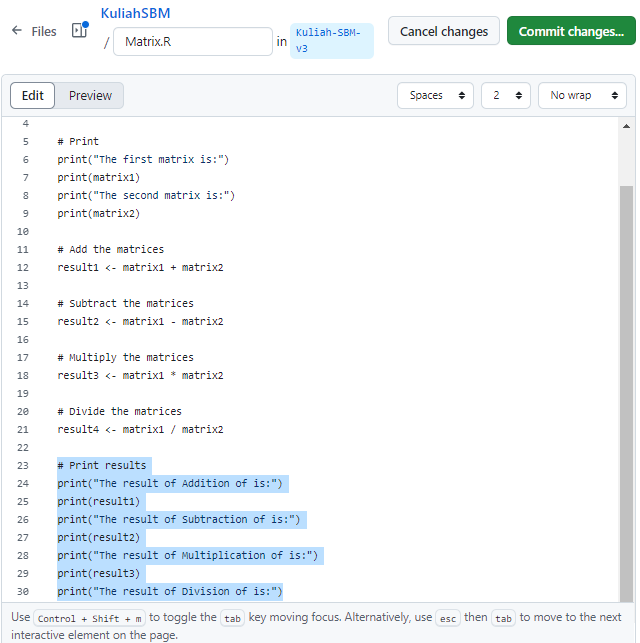 KuliahSBM
Files
/ Matrix.R in Kuliah-SBM-v3
Cancel changes
Commit changes...
Edit Preview Spaces 2 No wrap
4
5 # Print
6 print("The first matrix is:")
7 print(matrix1)
8 print("The second matrix is:")
9 print(matrix2)
10
11 # Add the matrices
12 result1 <- matrix1 + matrix2
13
14 # Subtract the matrices
15 result2 <- matrix1 - matrix2
16
17 # Multiply the matrices
18 result3 <- matrix1 * matrix2
19
20 # Divide the matrices
21 result4 <- matrix1 / matrix2
22
23 # Print results
24 print("The result of Addition of is:")
25 print(result1)
26 print("The result of Subtraction of is:")
27 print(result2)
28 print("The result of Multiplication of is:")
29 print(result3)
30 print("The result of Division of is:")
Use Control + Shift + m to toggle the tab key moving focus. Alternatively, use esc then tab to move to the next
interactive element on the page.